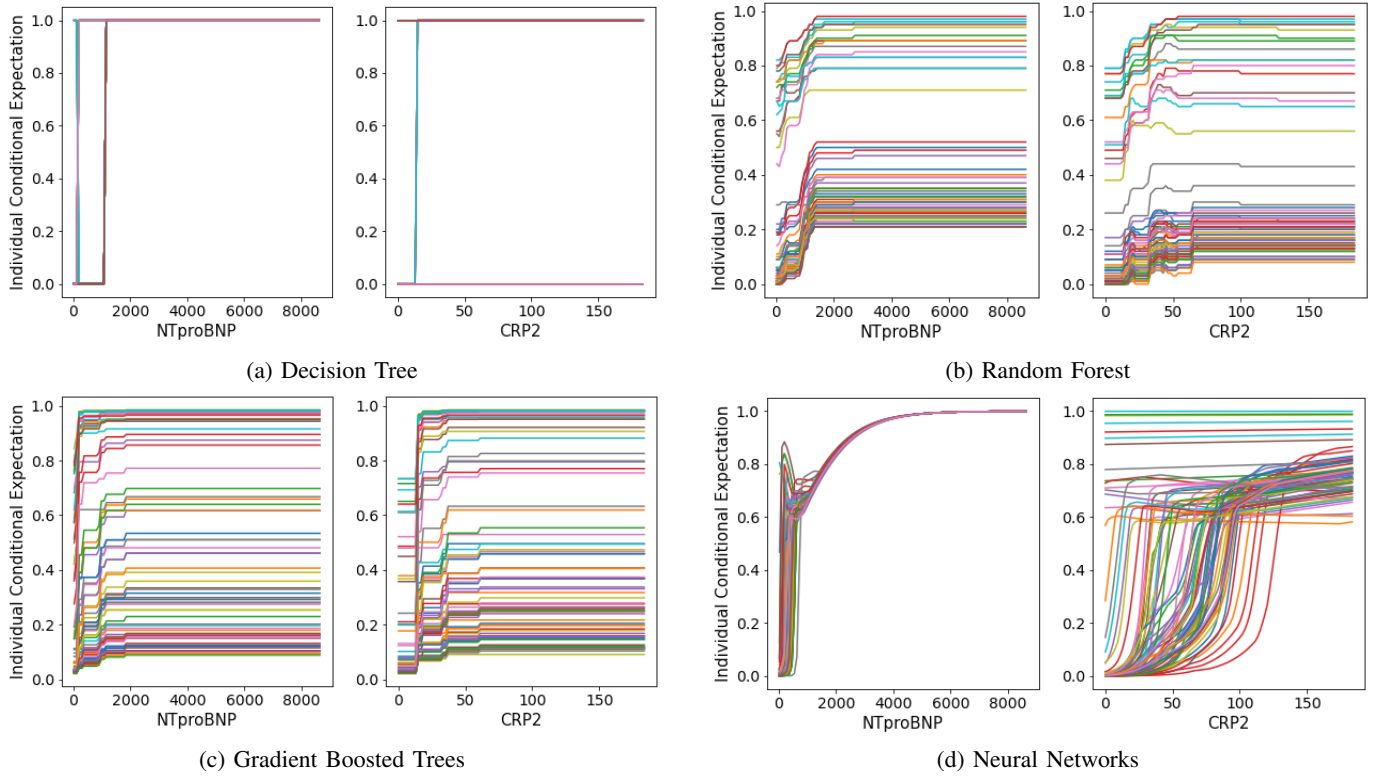 Individual Conditional Expectation
1.0
0.8
0.6
0.4
0.2
0.0
0 2000 4000 6000 8000
NTproBNP
1.0
0.8
0.6
0.4
0.2
0.0
0 50 100 150
CRP2
(a) Decision Tree
Individual Conditional Expectation
1.0
0.8
0.6
0.4
0.2
0.0
0 2000 4000 6000 8000
NTproBNP
1.0
0.8
0.6
0.4
0.2
0.0
0 50 100 150
CRP2
(b) Random Forest
Individual Conditional Expectation
1.0
0.8
0.6
0.4
0.2
0.0
0 2000 4000 6000 8000
NTproBNP
1.0
0.8
0.6
0.4
0.2
0.0
0 50 100 150
CRP2
(c) Gradient Boosted Trees
Individual Conditional Expectation
1.0
0.8
0.6
0.4
0.2
0.0
0 2000 4000 6000 8000
NTproBNP
1.0
0.8
0.6
0.4
0.2
0.0
0 50 100 150
CRP2
(d) Neural Networks